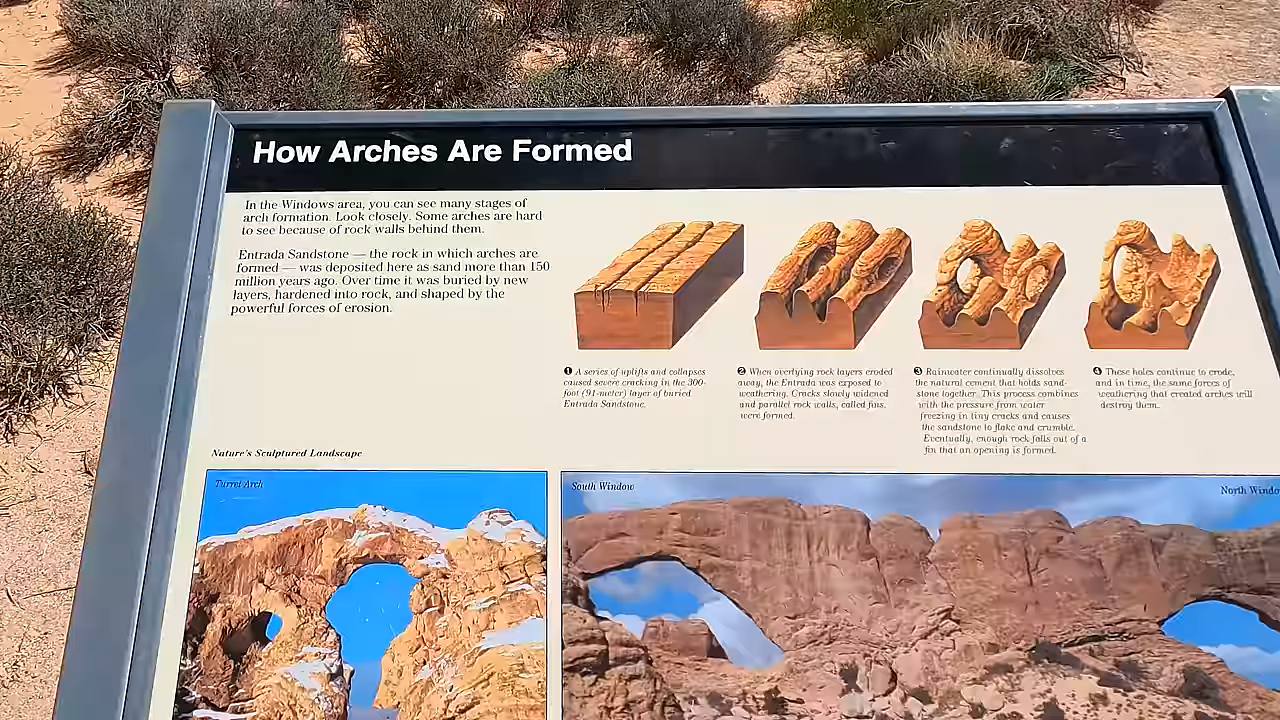 How Arches Are Formed
In the Windows area, you can see many stages of
arch formation. Look closely. Some arches are hard
to see because of rock walls behind them.
Entrada Sandstone — the rock in which arches are
formed — was deposited here as sand more than 150
million years ago. Over time it was buried by new
layers, hardened into rock, and shaped by the
powerful forces of erosion.
❶ A series of uplifts and collapses
caused severe cracking in the 300-
foot (91-meter) layer of buried
Entrada Sandstone.
❷ When overlying rock layers eroded
away, the Entrada was exposed to
weathering. Cracks slowly widened
and parallel rock walls, called fins,
were formed.
❸ Rainwater continually dissolves
the natural cement that holds sand-
stone together. This process combines
with the pressure from water
freezing in tiny cracks and causes
the sandstone to flake and crumble.
Eventually, enough rock falls out of a
fin that an opening is formed.
❹ These holes continue to erode,
and in time, the same forces of
weathering that created arches will
destroy them.
Nature's Sculptured Landscape
Turret Arch
South Window
North Windo